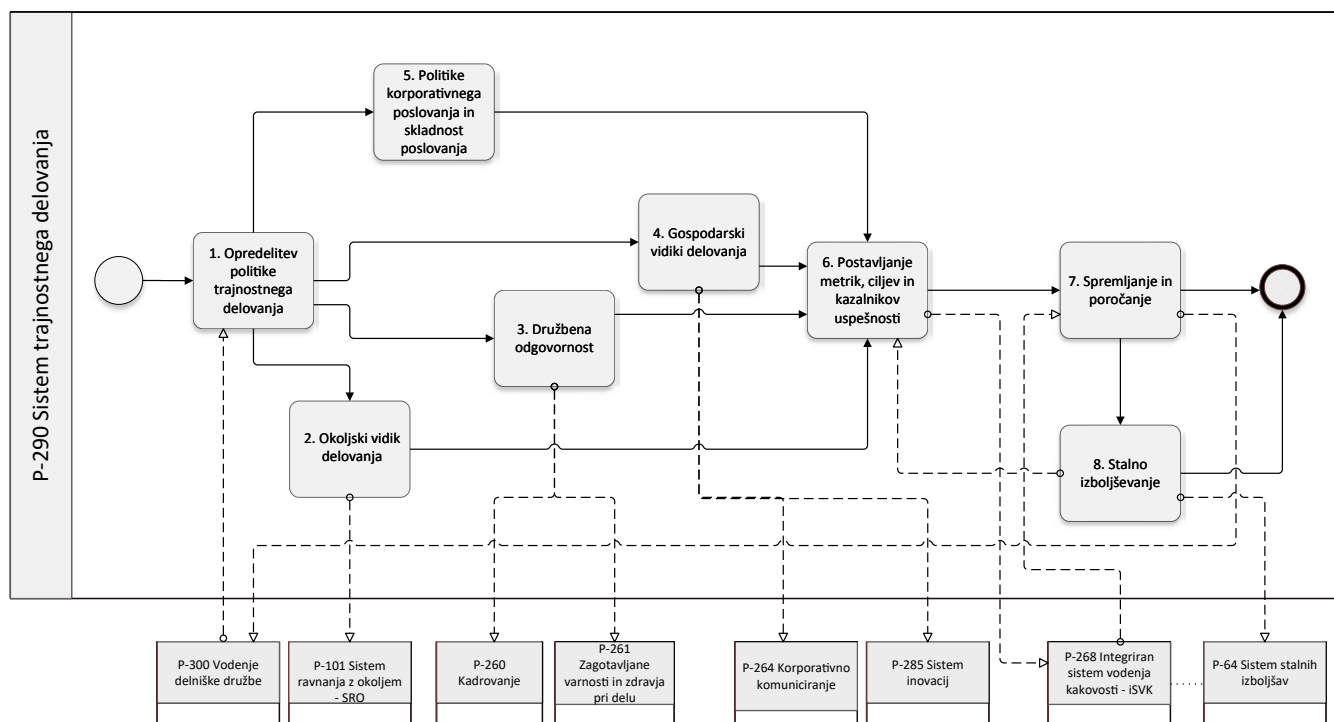 P-290 Sistem trajnostnega delovanja
5. Politike
korporativnega
poslovanja in
skladnost
poslovanja
4. Gospodarski
vidiki delovanja
1. Opredelitev
politike
trajnostnega
delovanja
6. Postavljanje
metrik, ciljev in
kazalnikov
uspešnosti
7. Spremljanje in
poročanje
3. Družbena
odgovornost
2. Okoljski vidik
delovanja
8. Stalno
izboljševanje
P-300 Vodenje
delniške družbe
P-101 Sistem
ravnanja z okoljem
- SRO
P-260
Kadrovanje
P-261
Zagotavljane
varnosti in zdravja
pri delu
P-264 Korporativno
komuniciranje
P-285 Sistem
inovacij
P-268 Integriran
sistem vodenja
kakovosti - iSVK
P-64 Sistem stalnih
izboljšav